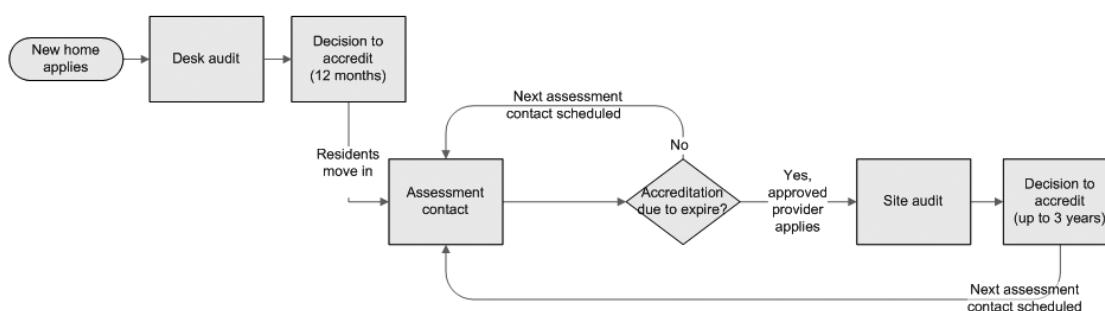 New home
applies
Desk audit
Decision to
accredit
(12 months)
Residents
move in
Next assessment
contact scheduled
No
Assessment
contact
Accreditation
due to expire?
Yes,
approved
provider
applies
Site audit
Decision to
accredit
(up to 3 years)
Next assessment
contact scheduled